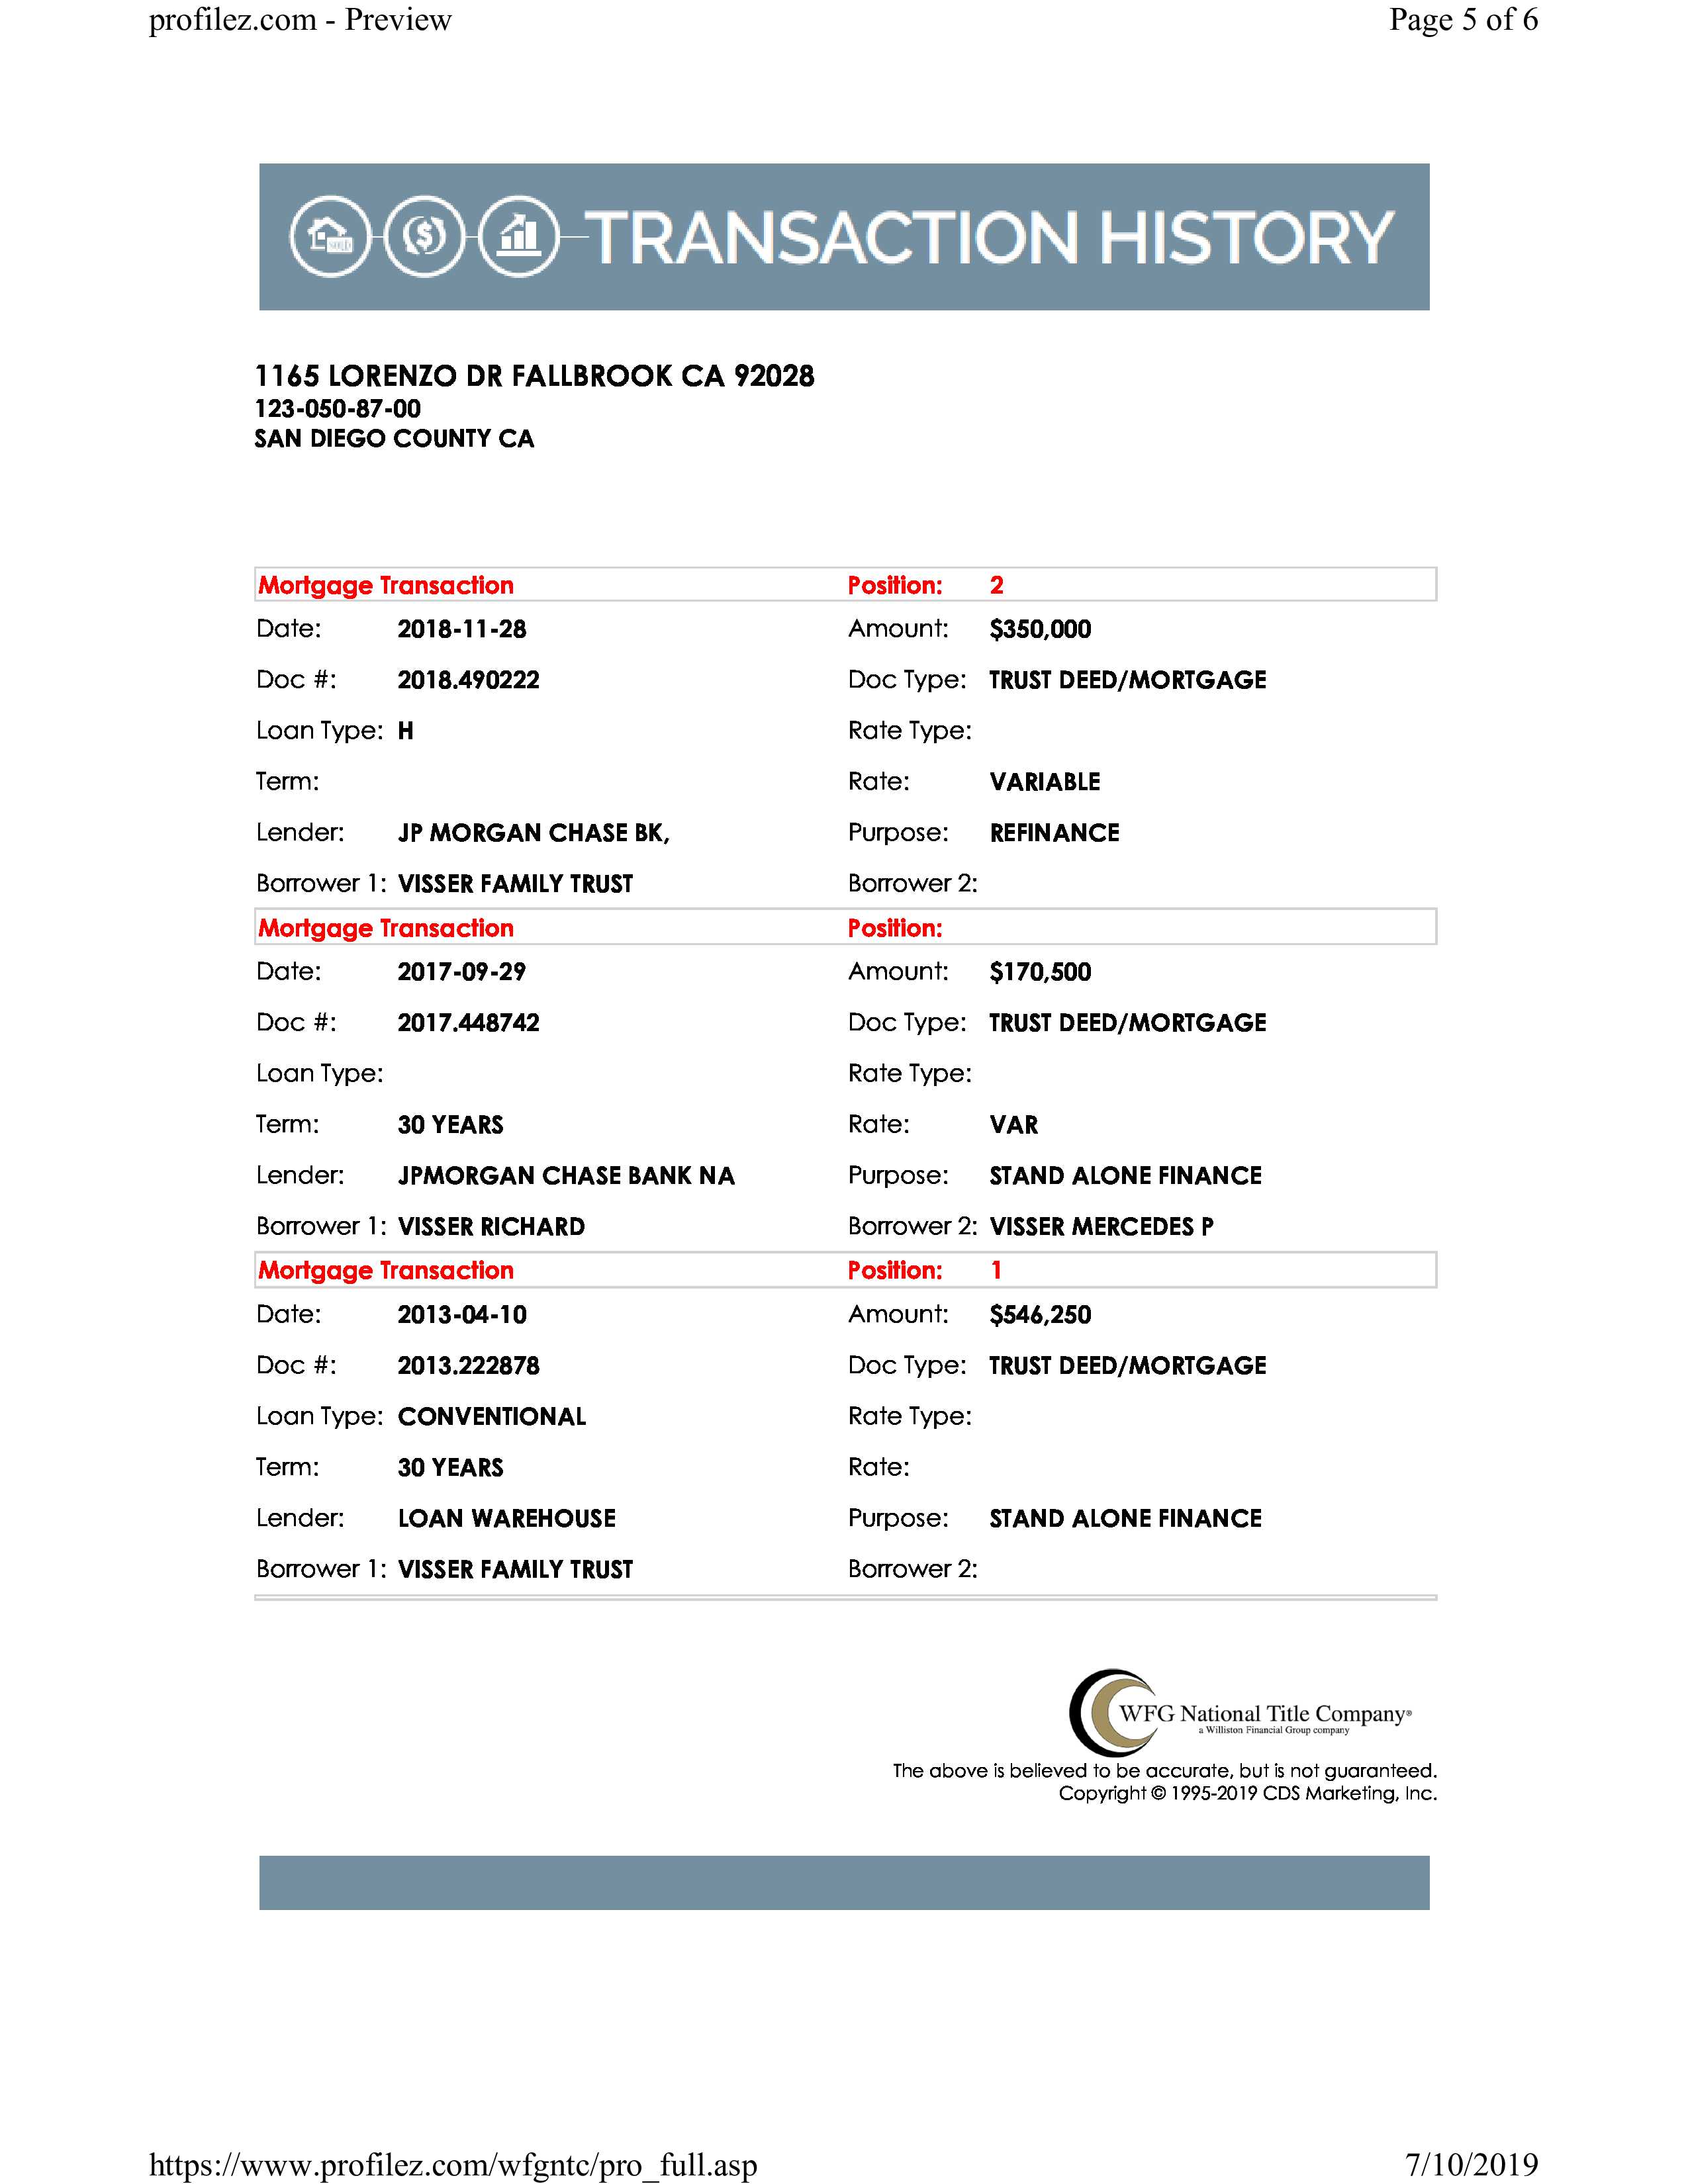 profilez.com - Preview Page 5 of 6
TRANSACTION HISTORY
1165 LORENZO DR FALLBROOK CA 92028
123-050-87-00
SAN DIEGO COUNTY CA
Mortgage Transaction Position: 2
Date: 2018-11-28 Amount: $350,000
Doc #: 2018.490222 Doc Type: TRUST DEED/MORTGAGE
Loan Type: H Rate Type:
Term: Rate: VARIABLE
Lender: JP MORGAN CHASE BK, Purpose: REFINANCE
Borrower 1: VISSER FAMILY TRUST Borrower 2:
Mortgage Transaction Position:
Date: 2017-09-29 Amount: $170,500
Doc #: 2017.448742 Doc Type: TRUST DEED/MORTGAGE
Loan Type: Rate Type:
Term: 30 YEARS Rate: VAR
Lender: JPMORGAN CHASE BANK NA Purpose: STAND ALONE FINANCE
Borrower 1: VISSER RICHARD Borrower 2: VISSER MERCEDES P
Mortgage Transaction Position: 1
Date: 2013-04-10 Amount: $546,250
Doc #: 2013.222878 Doc Type: TRUST DEED/MORTGAGE
Loan Type: CONVENTIONAL Rate Type:
Term: 30 YEARS Rate:
Lender: LOAN WAREHOUSE Purpose: STAND ALONE FINANCE
Borrower 1: VISSER FAMILY TRUST Borrower 2:
WFG National Title Company®
a Williston Financial Group company
The above is believed to be accurate, but is not guaranteed.
Copyright © 1995-2019 CDS Marketing, Inc.
https://www.profilez.com/wfgntc/pro_full.asp 7/10/2019